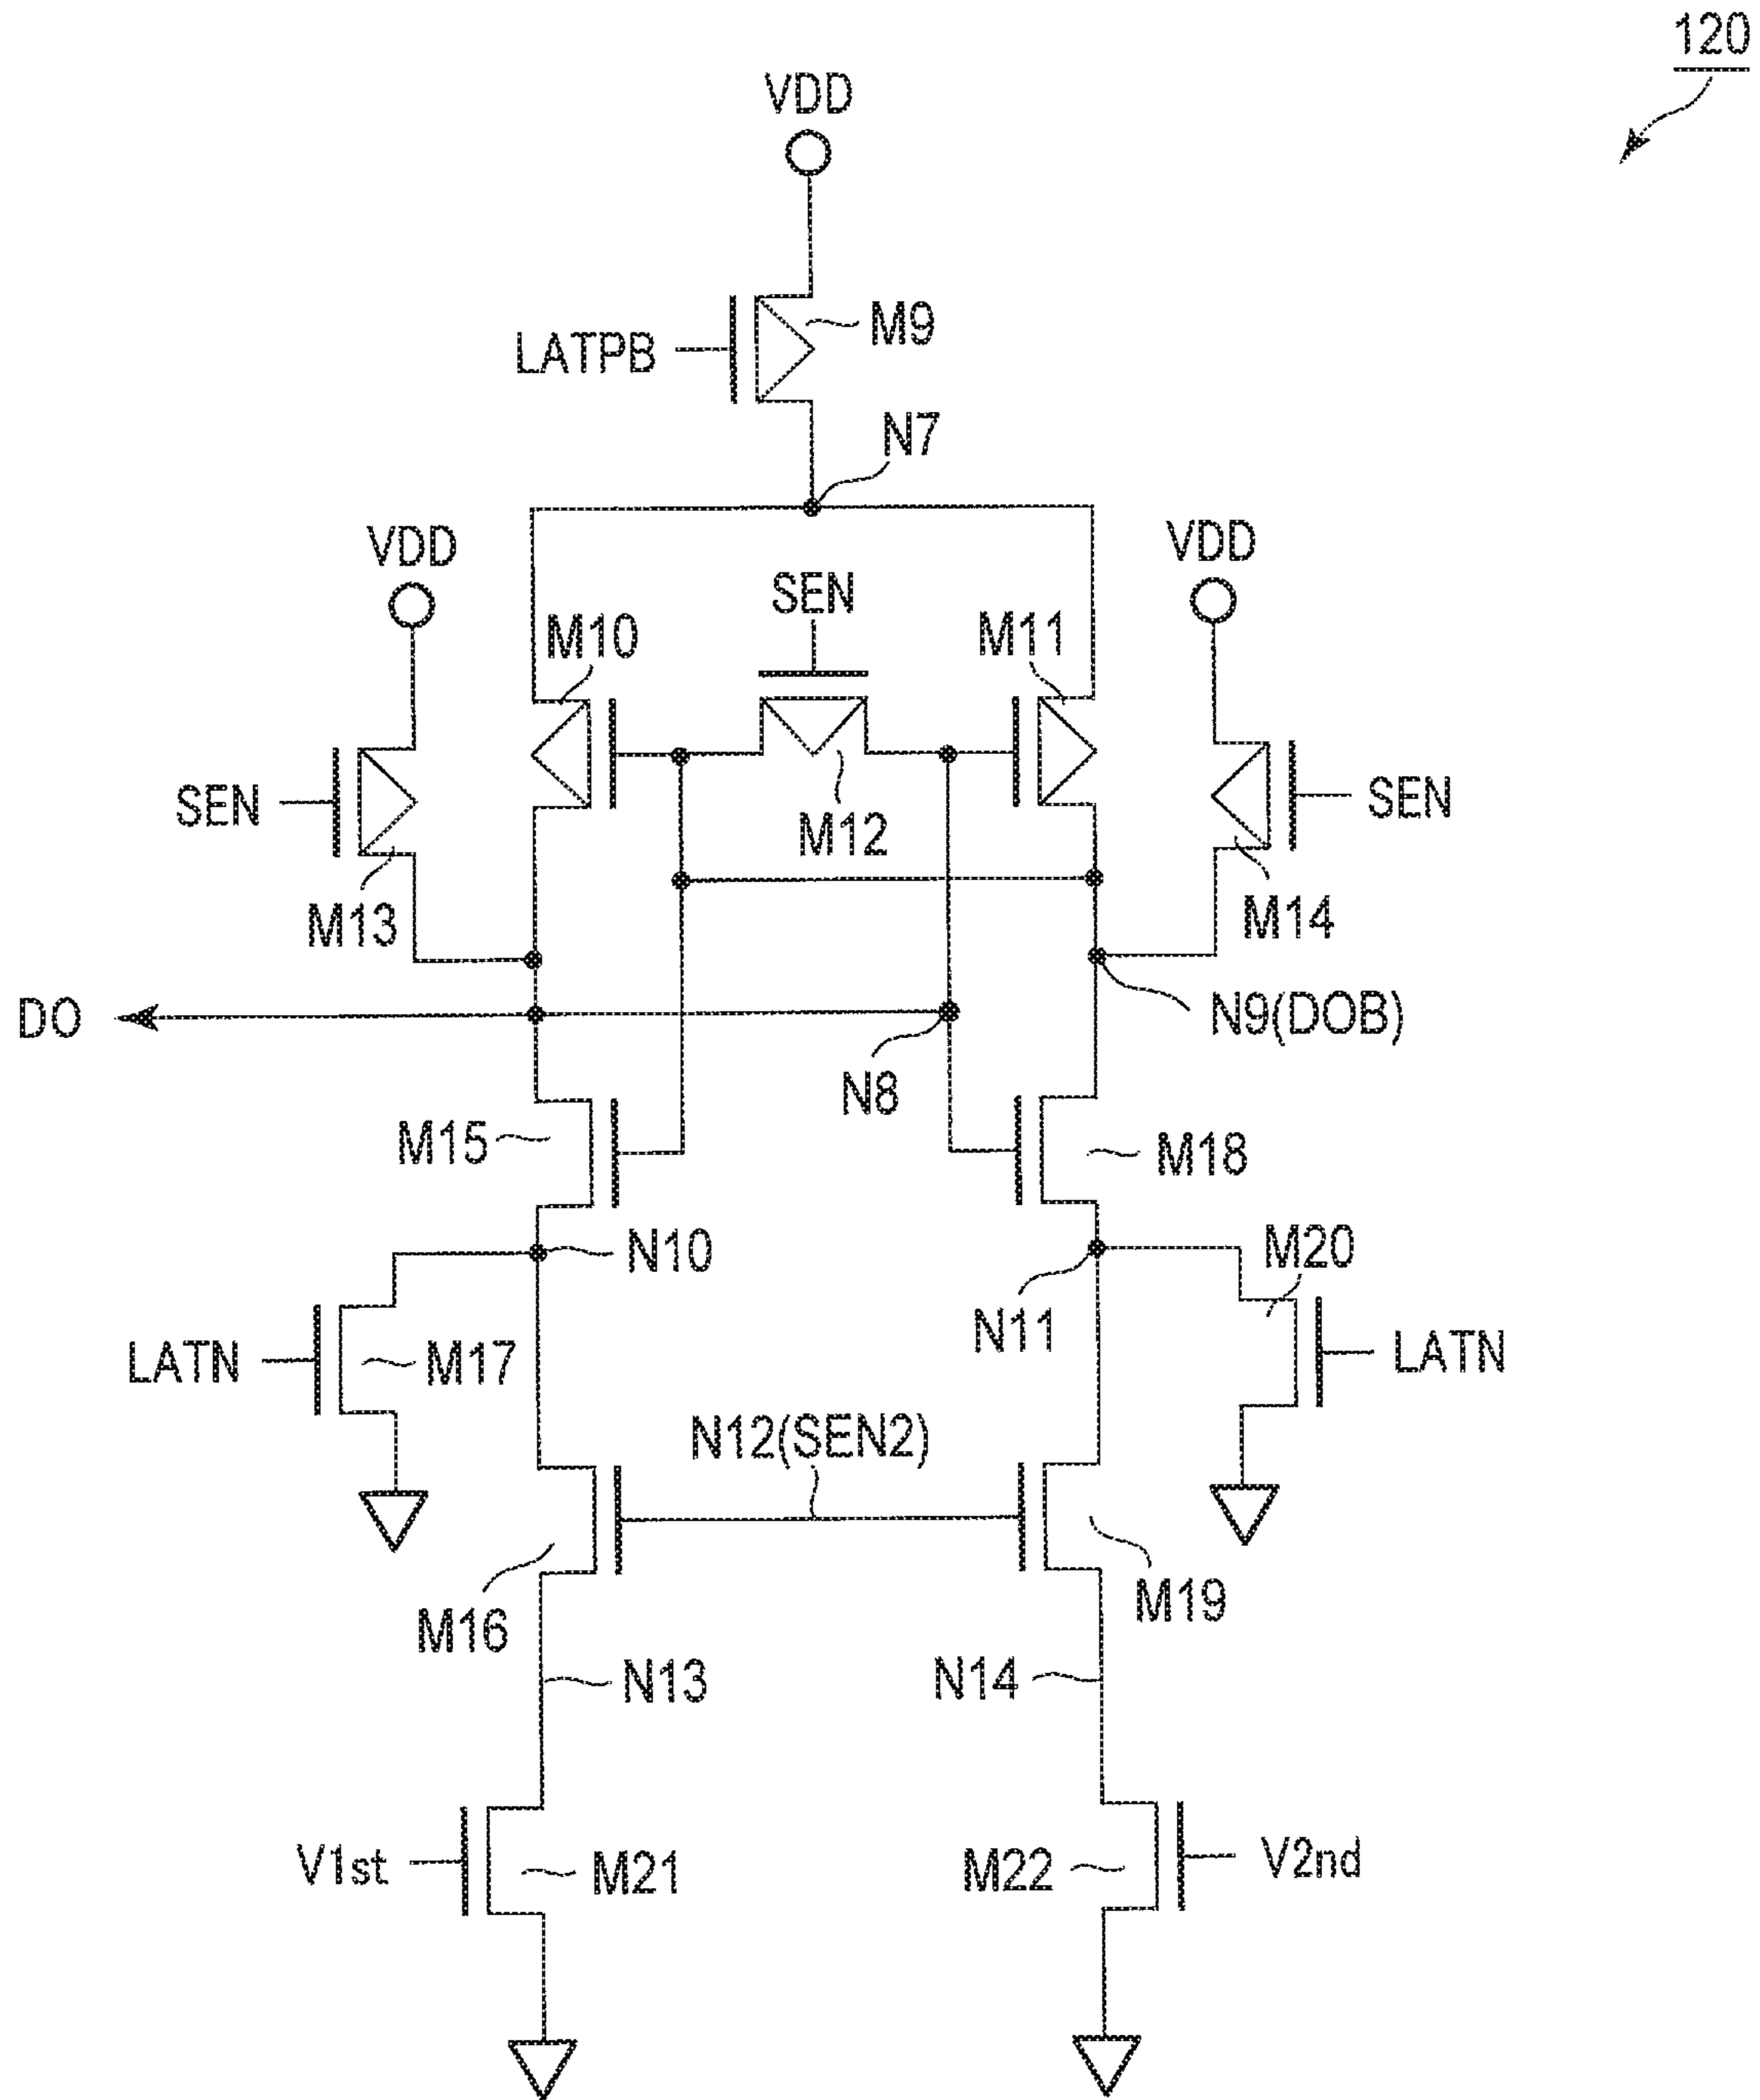 120
VDD
LATPB
M9
N7
VDD
VDD
SEN
M10
M11
SEN
SEN
M12
M13
M14
DO
N9(DOB)
N8
M15
M18
N10
M20
N11
LATN
M17
LATN
N12(SEN2)
M16
M19
N13
N14
V1st
M21
M22
V2nd